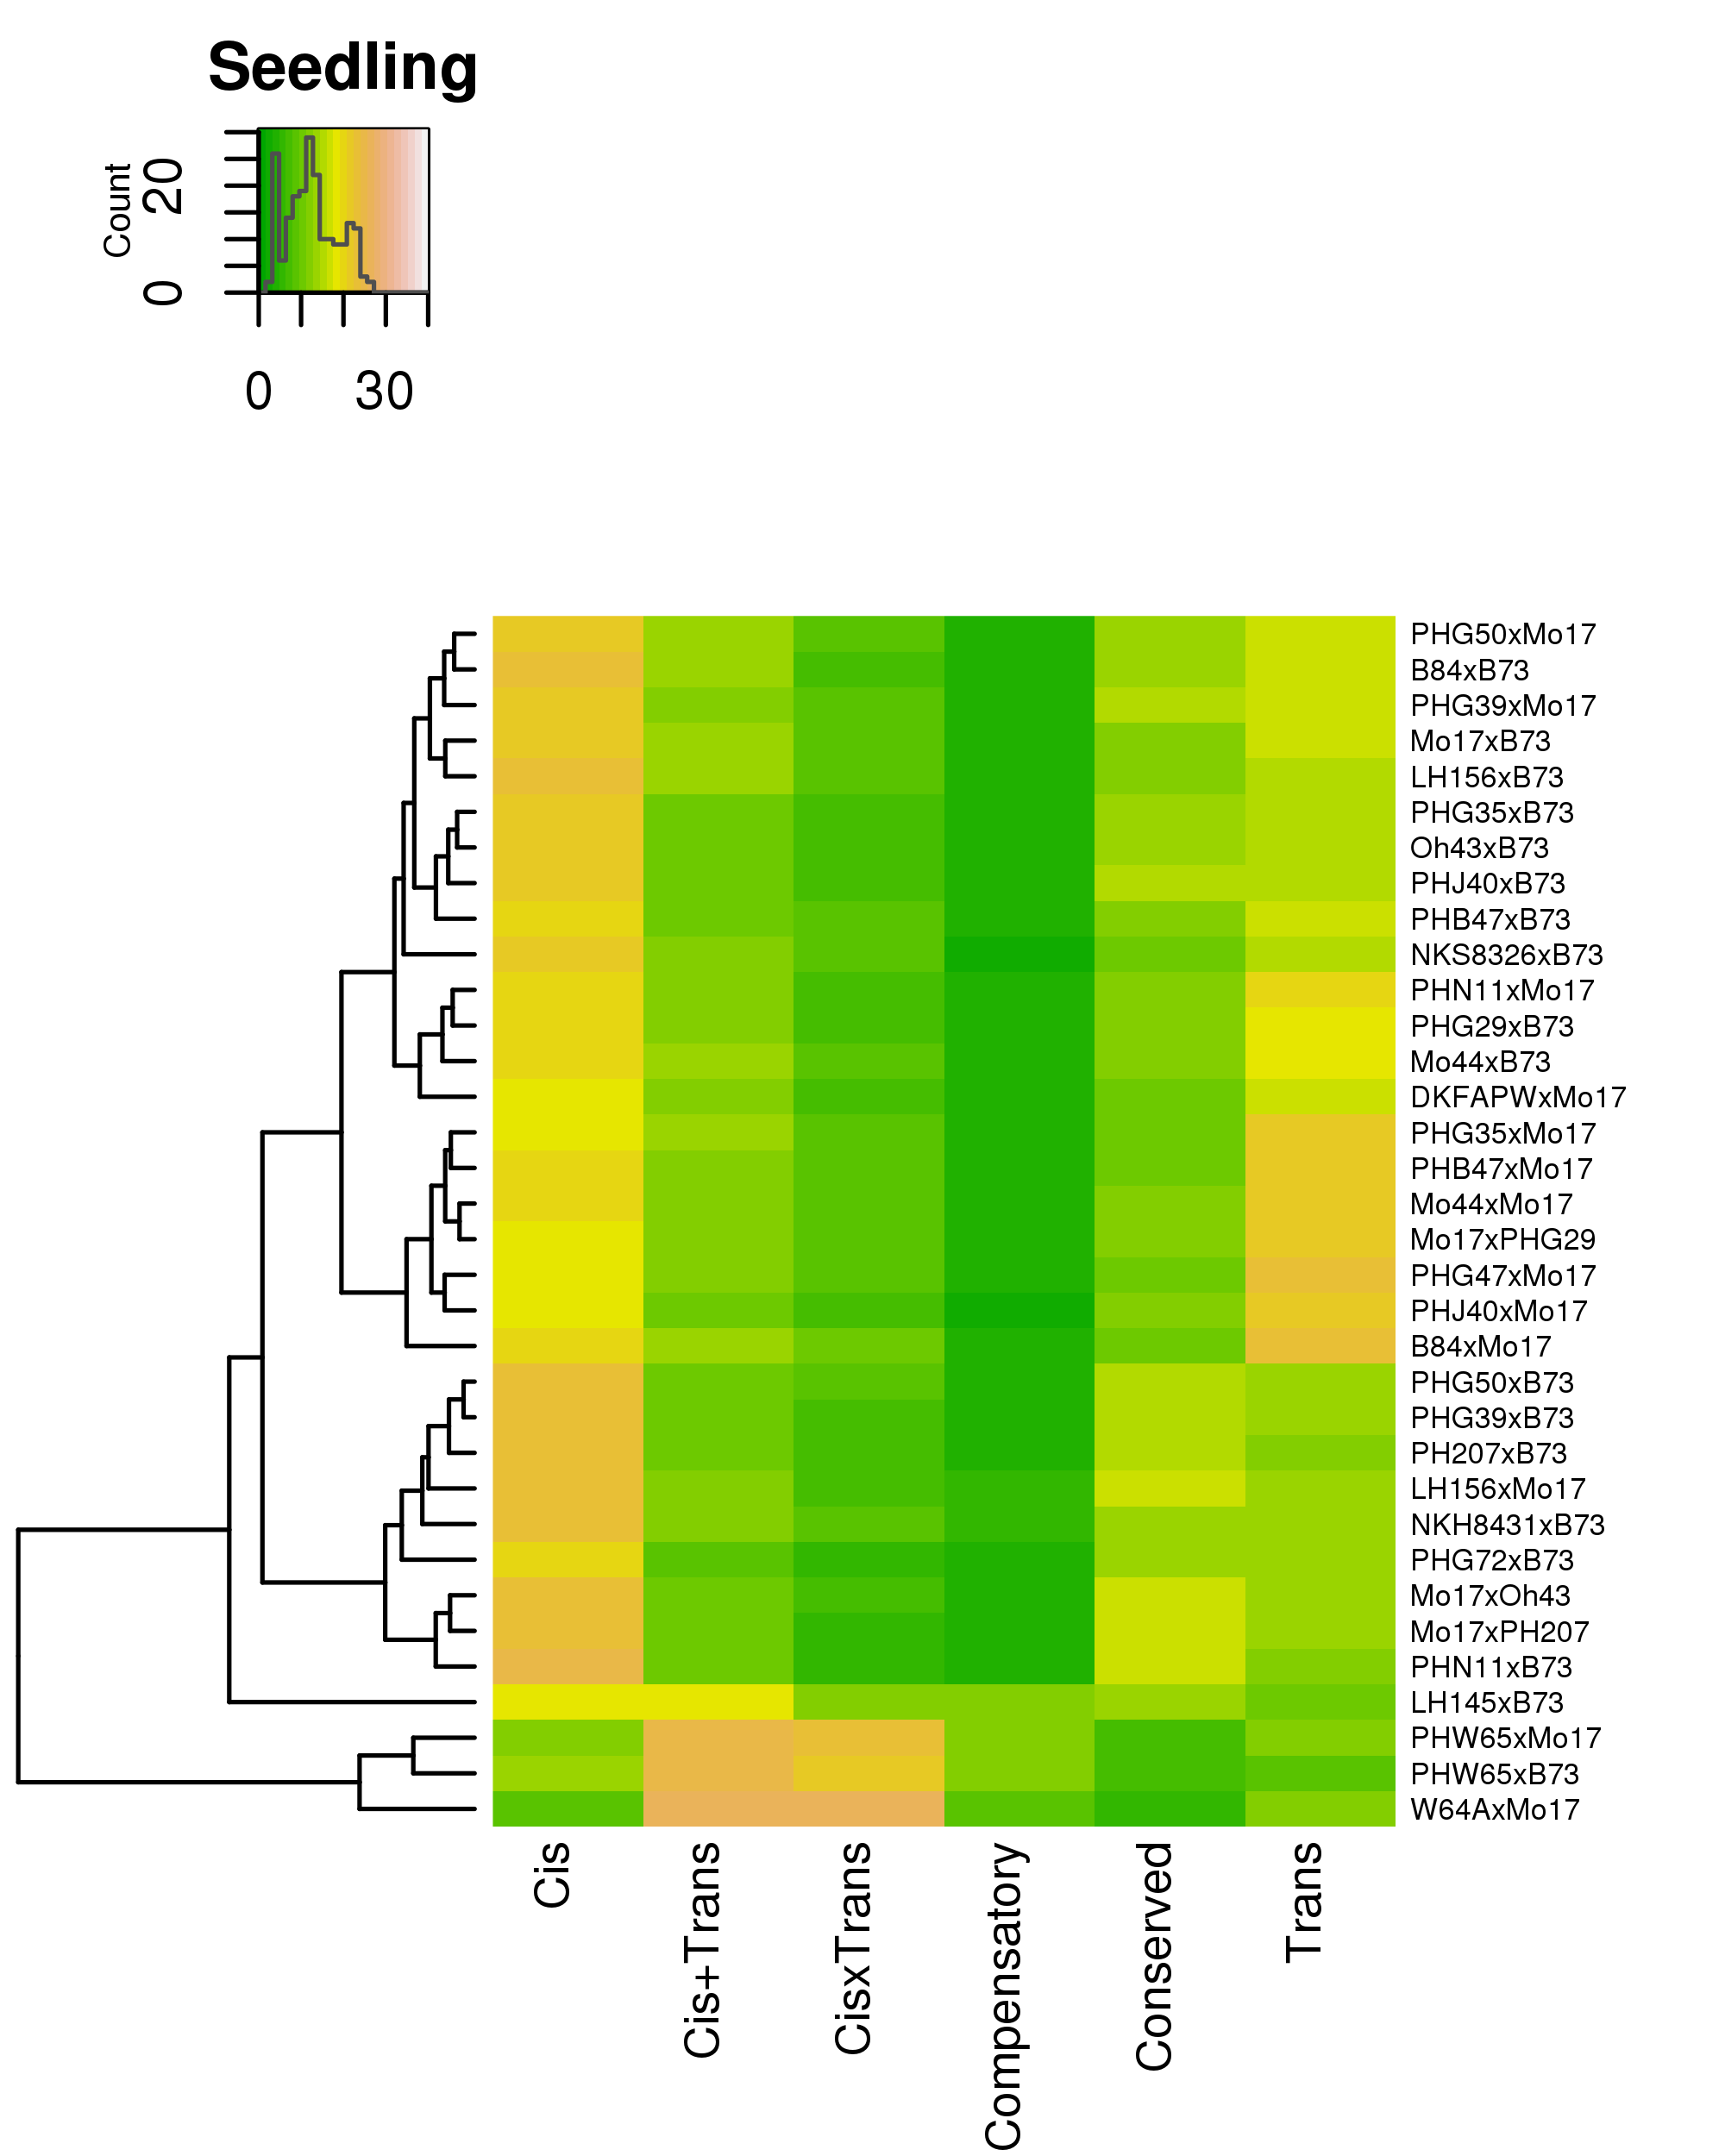 Seedling
Count
0
20
0
30
PHG50xMo17
B84xB73
PHG39xMo17
Mo17xB73
LH156xB73
PHG35xB73
Oh43xB73
PHJ40xB73
PHB47xB73
NKS8326xB73
PHN11xMo17
PHG29xB73
Mo44xB73
DKFAPWxMo17
PHG35xMo17
PHB47xMo17
Mo44xMo17
Mo17xPHG29
PHG47xMo17
PHJ40xMo17
B84xMo17
PHG50xB73
PHG39xB73
PH207xB73
LH156xMo17
NKH8431xB73
PHG72xB73
Mo17xOh43
Mo17xPH207
PHN11xB73
LH145xB73
PHW65xMo17
PHW65xB73
W64AxMo17
Cis
Cis+Trans
CisxTrans
Compensatory
Conserved
Trans